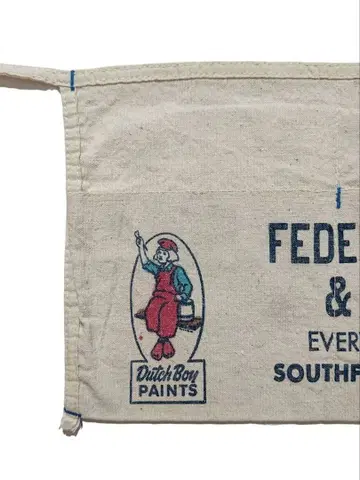 Dutch Boy
PAINTS
FEDE
&
EVER
SOUTHF